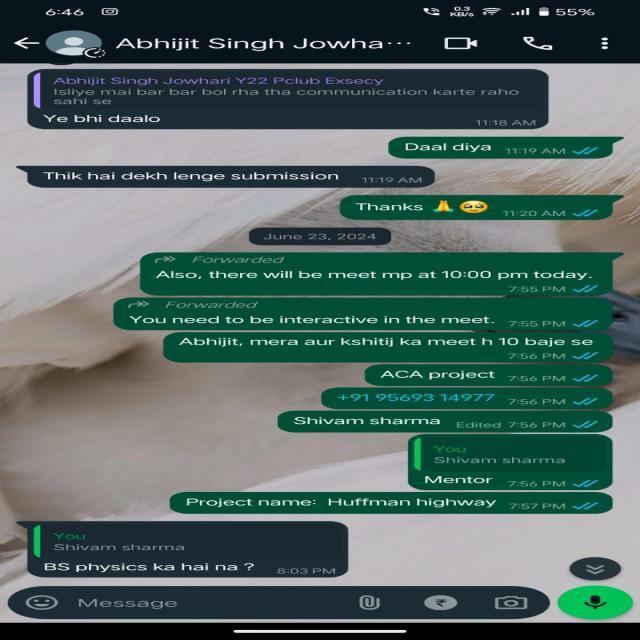 6:46
0.3
KB/s
55%
Abhijit Singh Jowha...
Abhijit Singh Jowhari Y22 Pclub Exsecy
Isliye mai bar bar bol rha tha communication karte raho
sahi se
Ye bhi daalo
11:18 AM
Daal diya 11:19 AM
Thik hai dekh lenge submission 11:19 AM
Thanks 🙏🥹 11:20 AM
June 23, 2024
Forwarded
Also, there will be meet mp at 10:00 pm today.
7:55 PM
Forwarded
You need to be interactive in the meet. 7:55 PM
Abhijit, mera aur kshitij ka meet h 10 baje se
7:56 PM
ACA project 7:56 PM
+91 95693 14977 7:56 PM
Shivam sharma Edited 7:56 PM
You
Shivam sharma
Mentor 7:56 PM
Project name: Huffman highway 7:57 PM
You
Shivam sharma
BS physics ka hai na ? 8:03 PM
Message
₹